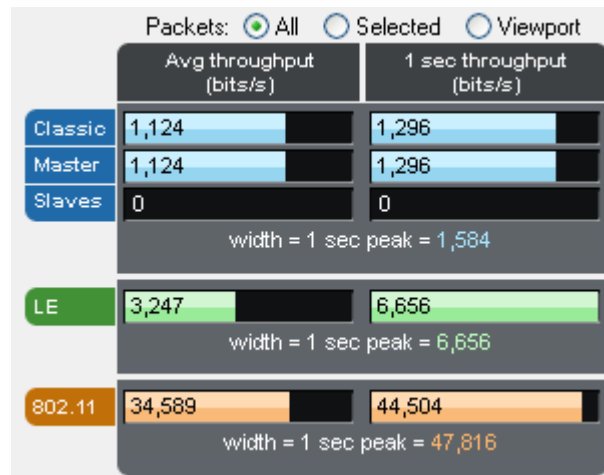 Packets: All Selected Viewport
Avg throughput (bits/s) 1 sec throughput (bits/s)
Classic 1,124 1,296
Master 1,124 1,296
Slaves 0 0
width = 1 sec peak = 1,584
LE 3,247 6,656
width = 1 sec peak = 6,656
802.11 34,589 44,504
width = 1 sec peak = 47,816